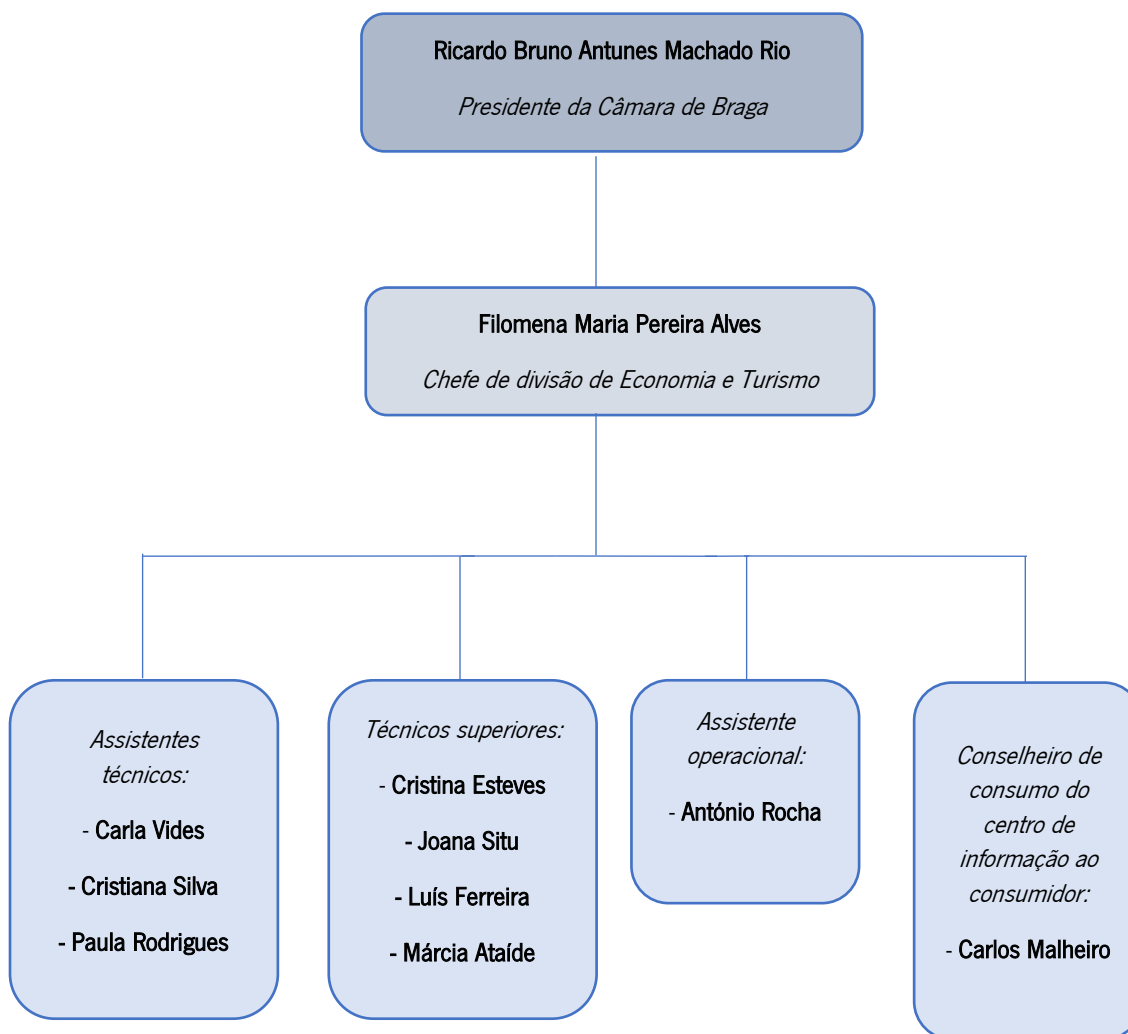 Ricardo Bruno Antunes Machado Rio
Presidente da Câmara de Braga
Filomena Maria Pereira Alves
Chefe de divisão de Economia e Turismo
Assistentes
técnicos:
- Carla Vides
- Cristiana Silva
- Paula Rodrigues
Técnicos superiores:
- Cristina Esteves
- Joana Situ
- Luís Ferreira
- Márcia Ataíde
Assistente
operacional:
- António Rocha
Conselheiro de
consumo do
centro de
informação ao
consumidor:
- Carlos Malheiro